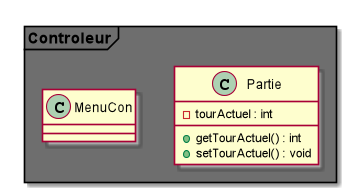 Controleur
C MenuCon
C Partie
tourActuel : int
getTourActuel() : int
setTourActuel() : void